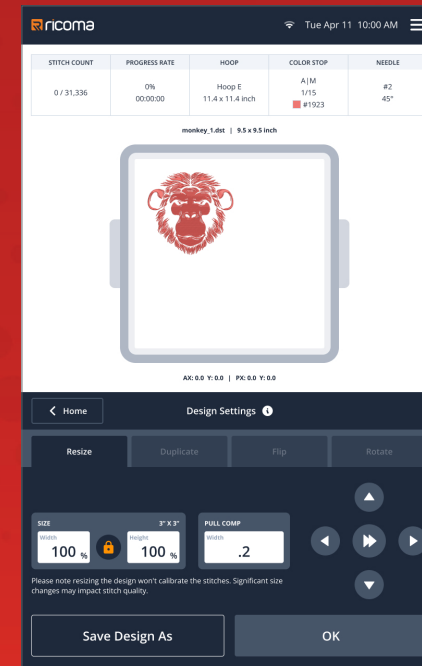 ricoma Tue Apr 11 10:00 AM
STITCH COUNT PROGRESS RATE HOOP COLOR STOP NEEDLE
0 / 31,336 0% 00:00:00 Hoop E 11.4 x 11.4 inch A|M 1/15 #1923 #2 45°
monkey_1.dst | 9.5 x 9.5 inch
AX: 0.0 Y: 0.0 | PX: 0.0 Y: 0.0
Home Design Settings i
Resize Duplicate Flip Rotate
SIZE 3" X 3" PULL COMP
Width Height Width
100 % 100 % .2
Please note resizing the design won't calibrate the stitches. Significant size
changes may impact stitch quality.
Save Design As OK